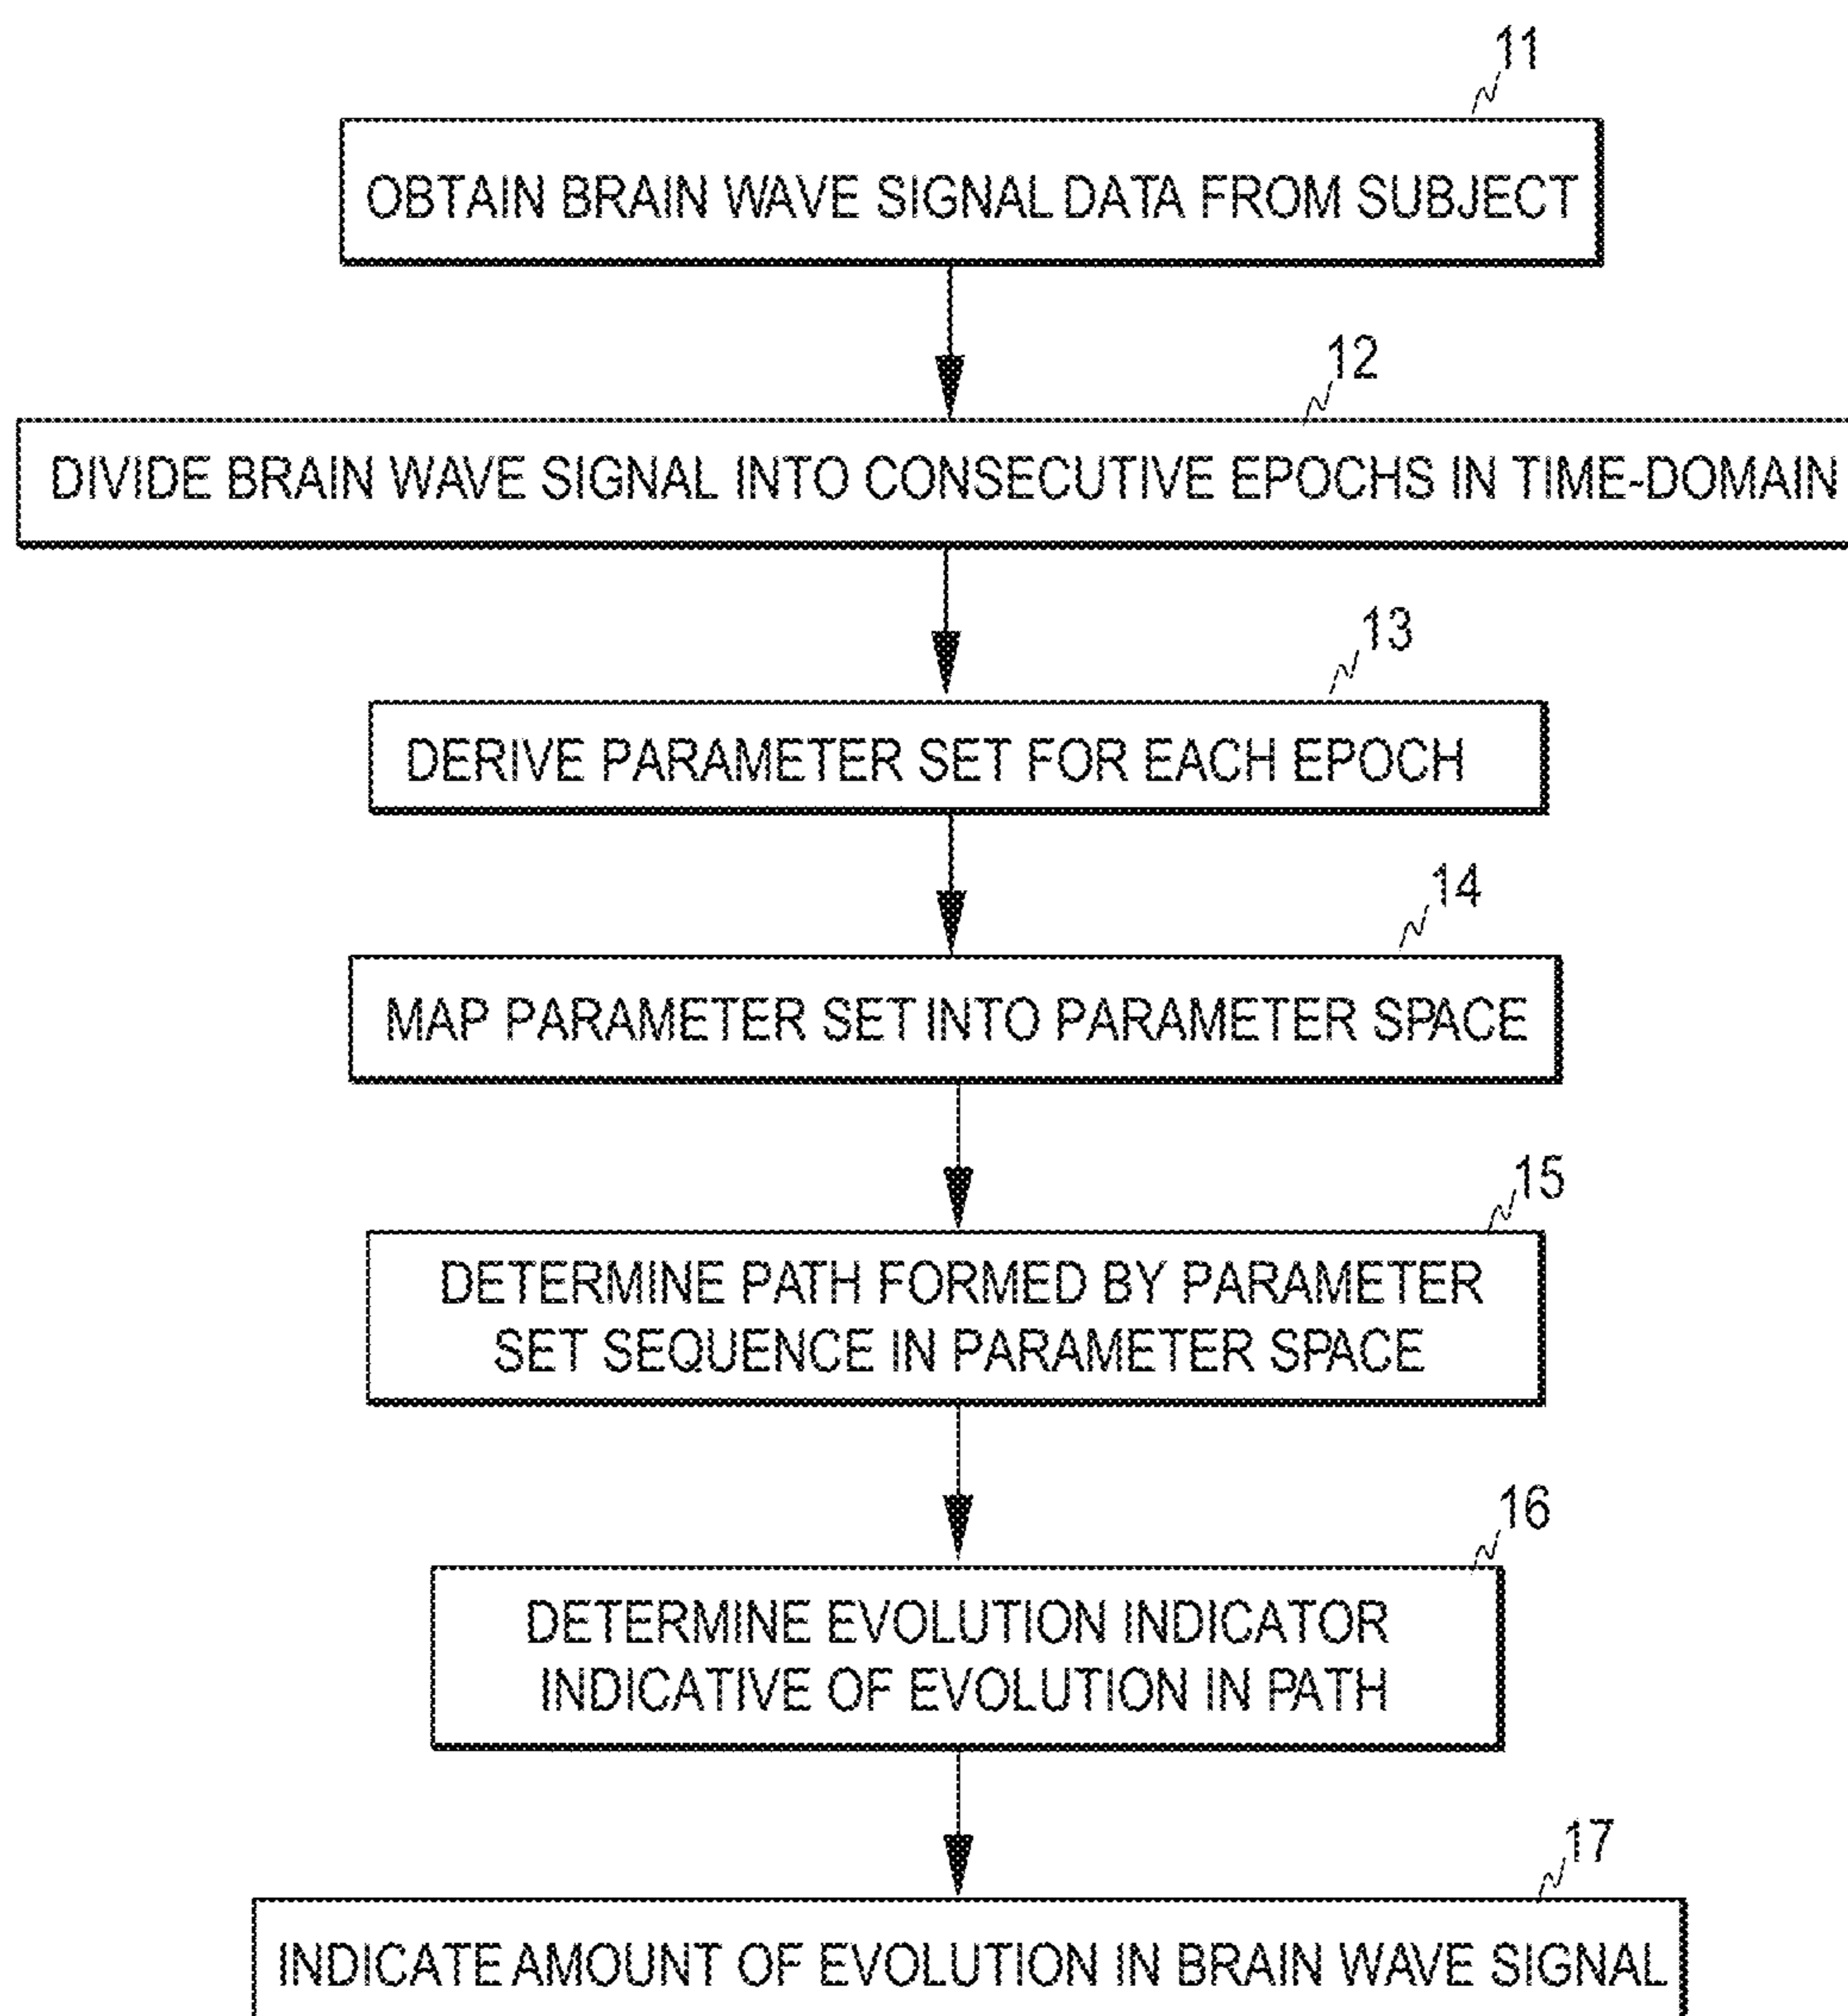 11
OBTAIN BRAIN WAVE SIGNAL DATA FROM SUBJECT
12
DIVIDE BRAIN WAVE SIGNAL INTO CONSECUTIVE EPOCHS IN TIME-DOMAIN
13
DERIVE PARAMETER SET FOR EACH EPOCH
14
MAP PARAMETER SET INTO PARAMETER SPACE
15
DETERMINE PATH FORMED BY PARAMETER
SET SEQUENCE IN PARAMETER SPACE
16
DETERMINE EVOLUTION INDICATOR
INDICATIVE OF EVOLUTION IN PATH
17
INDICATE AMOUNT OF EVOLUTION IN BRAIN WAVE SIGNAL